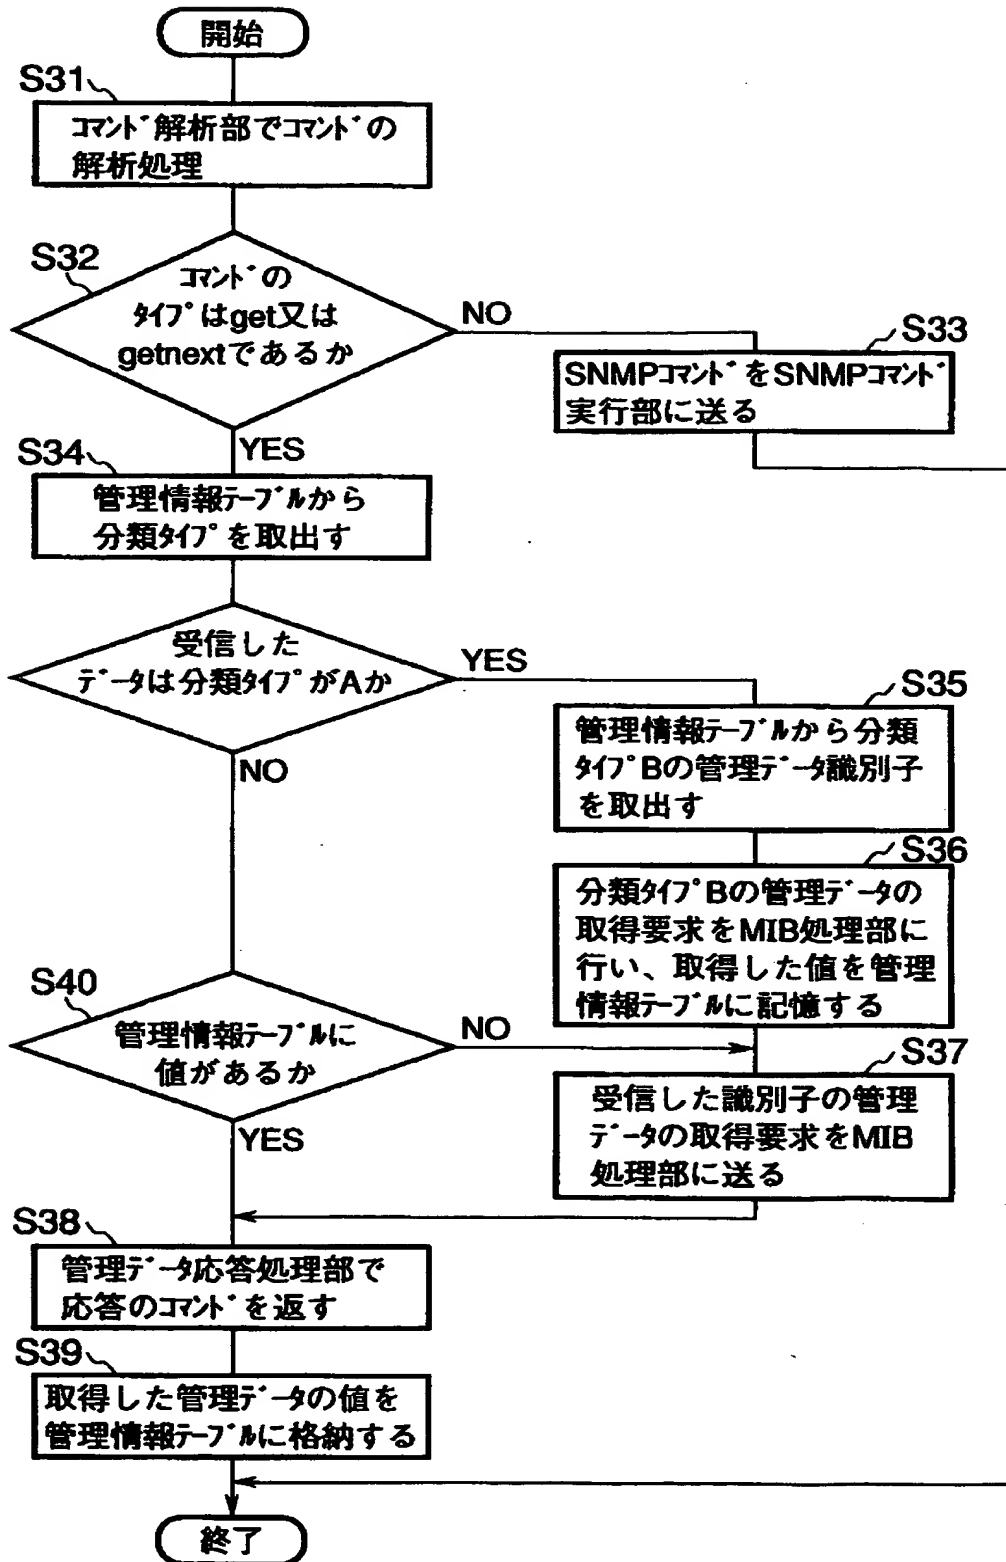 開始
S31
コマンド解析部でコマンドの
解析処理
S32
コマンドの
タイプはget又は
getnextであるか
NO
S33
SNMPコマンドをSNMPコマンド
実行部に送る
YES
S34
管理情報テーブルから
分類タイプを取出す
受信した
データは分類タイプがAか
YES
S35
管理情報テーブルから分類
タイプBの管理データ識別子
を取出す
NO
S36
分類タイプBの管理データの
取得要求をMIB処理部に
行い、取得した値を管理
情報テーブルに記憶する
S40
管理情報テーブルに
値があるか
NO
S37
受信した識別子の管理
データの取得要求をMIB
処理部に送る
YES
S38
管理データ応答処理部で
応答のコマンドを返す
S39
取得した管理データの値を
管理情報テーブルに格納する
終了